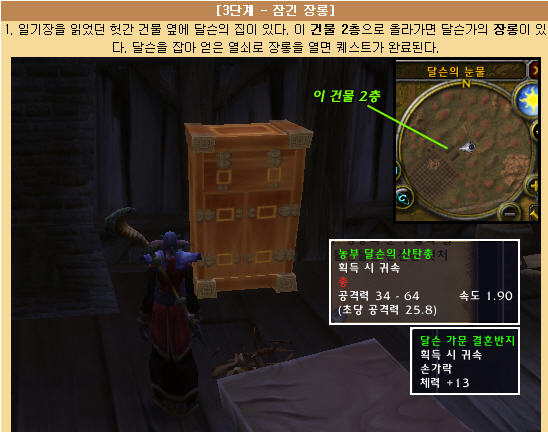 [3단계 - 잠긴 장롱]
1. 일기장을 읽었던 헛간 건물 옆에 달슨의 집이 있다. 이 건물 2층으로 올라가면 달슨가의 장롱이 있
다. 달슨을 잡아 얻은 열쇠로 장롱을 열면 퀘스트가 완료된다.
달슨의 눈물
N
이 건물 2층
농부 달슨의 산탄총
획득 시 귀속
총
공격력 34 - 64 속도 1.90
(초당 공격력 25.8)
달슨 가문 결혼반지
획득 시 귀속
손가락
체력 +13